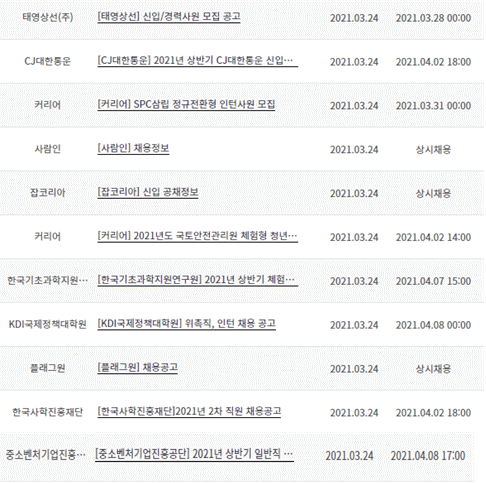 태영상선(주) [태영상선] 신입/경력사원 모집 공고 2021.03.24 2021.03.28 00:00
CJ대한통운 [CJ대한통운] 2021년 상반기 CJ대한통운 신입… 2021.03.24 2021.04.02 18:00
커리어 [커리어] SPC삼립 정규전환형 인턴사원 모집 2021.03.24 2021.03.31 00:00
사람인 [사람인] 채용정보 2021.03.24 상시채용
잡코리아 [잡코리아] 신입 공채정보 2021.03.24 상시채용
커리어 [커리어] 2021년도 국토안전관리원 체험형 청년… 2021.03.24 2021.04.02 14:00
한국기초과학지원… [한국기초과학지원연구원] 2021년 상반기 체험… 2021.03.24 2021.04.07 15:00
KDI국제정책대학원 [KDI국제정책대학원] 위촉직, 인턴 채용 공고 2021.03.24 2021.04.08 00:00
플래그원 [플래그원] 채용공고 2021.03.24 상시채용
한국사학진흥재단 [한국사학진흥재단]2021년 2차 직원 채용공고 2021.03.24 2021.04.02 18:00
중소벤처기업진흥… [중소벤처기업진흥공단] 2021년 상반기 일반직 … 2021.03.24 2021.04.08 17:00